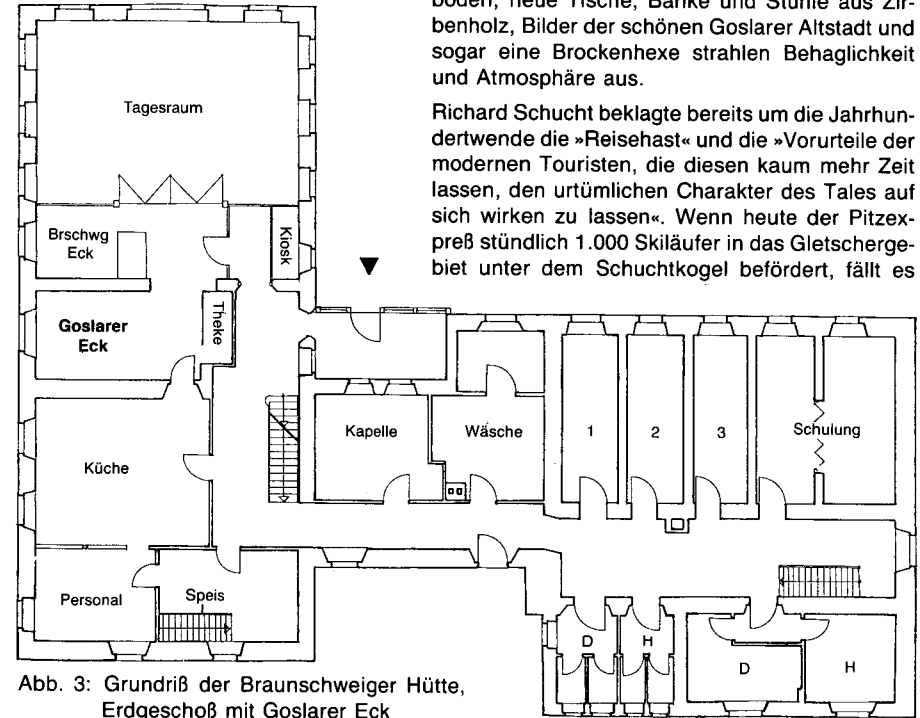 böden, neue Tische, Bänke und Stühle aus Zir-
benholz, Bilder der schönen Goslarer Altstadt und
sogar eine Brockenhexe strahlen Behaglichkeit
und Atmosphäre aus.
Richard Schucht beklagte bereits um die Jahrhun-
dertwende die »Reisehast« und die »Vorurteile der
modernen Touristen, die diesen kaum mehr Zeit
lassen, den urtümlichen Charakter des Tales auf
sich wirken zu lassen«. Wenn heute der Pitzex-
preß stündlich 1.000 Skiläufer in das Gletscherge-
biet unter dem Schuchtkogel befördert, fällt es
Tagesraum
Brschwg
Eck
Kiosk
Goslarer
Eck
Theke
Küche
Kapelle
Wäsche
1
2
3
Schulung
Personal
Speis
D
H
D
H
Abb. 3: Grundriß der Braunschweiger Hütte,
Erdgeschoß mit Goslarer Eck